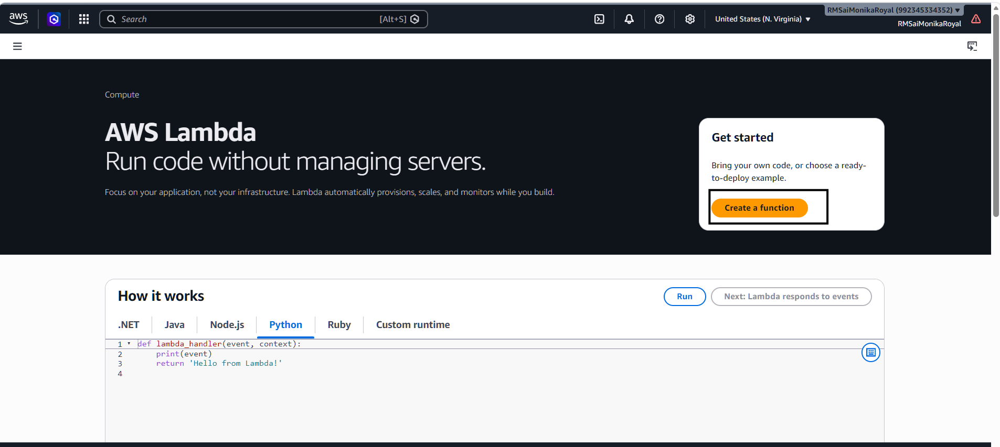 aws
Search [Alt+S]
United States (N. Virginia) ▼
RMSaiMonikaRoyal (992345334352) ▼
RMSaiMonikaRoyal
Compute
AWS Lambda
Run code without managing servers.
Focus on your application, not your infrastructure. Lambda automatically provisions, scales, and monitors while you build.
Get started
Bring your own code, or choose a ready-
to-deploy example.
Create a function
How it works
Run
Next: Lambda responds to events
.NET Java Node.js Python Ruby Custom runtime
1 def lambda_handler(event, context):
2     print(event)
3     return 'Hello from Lambda!'
4